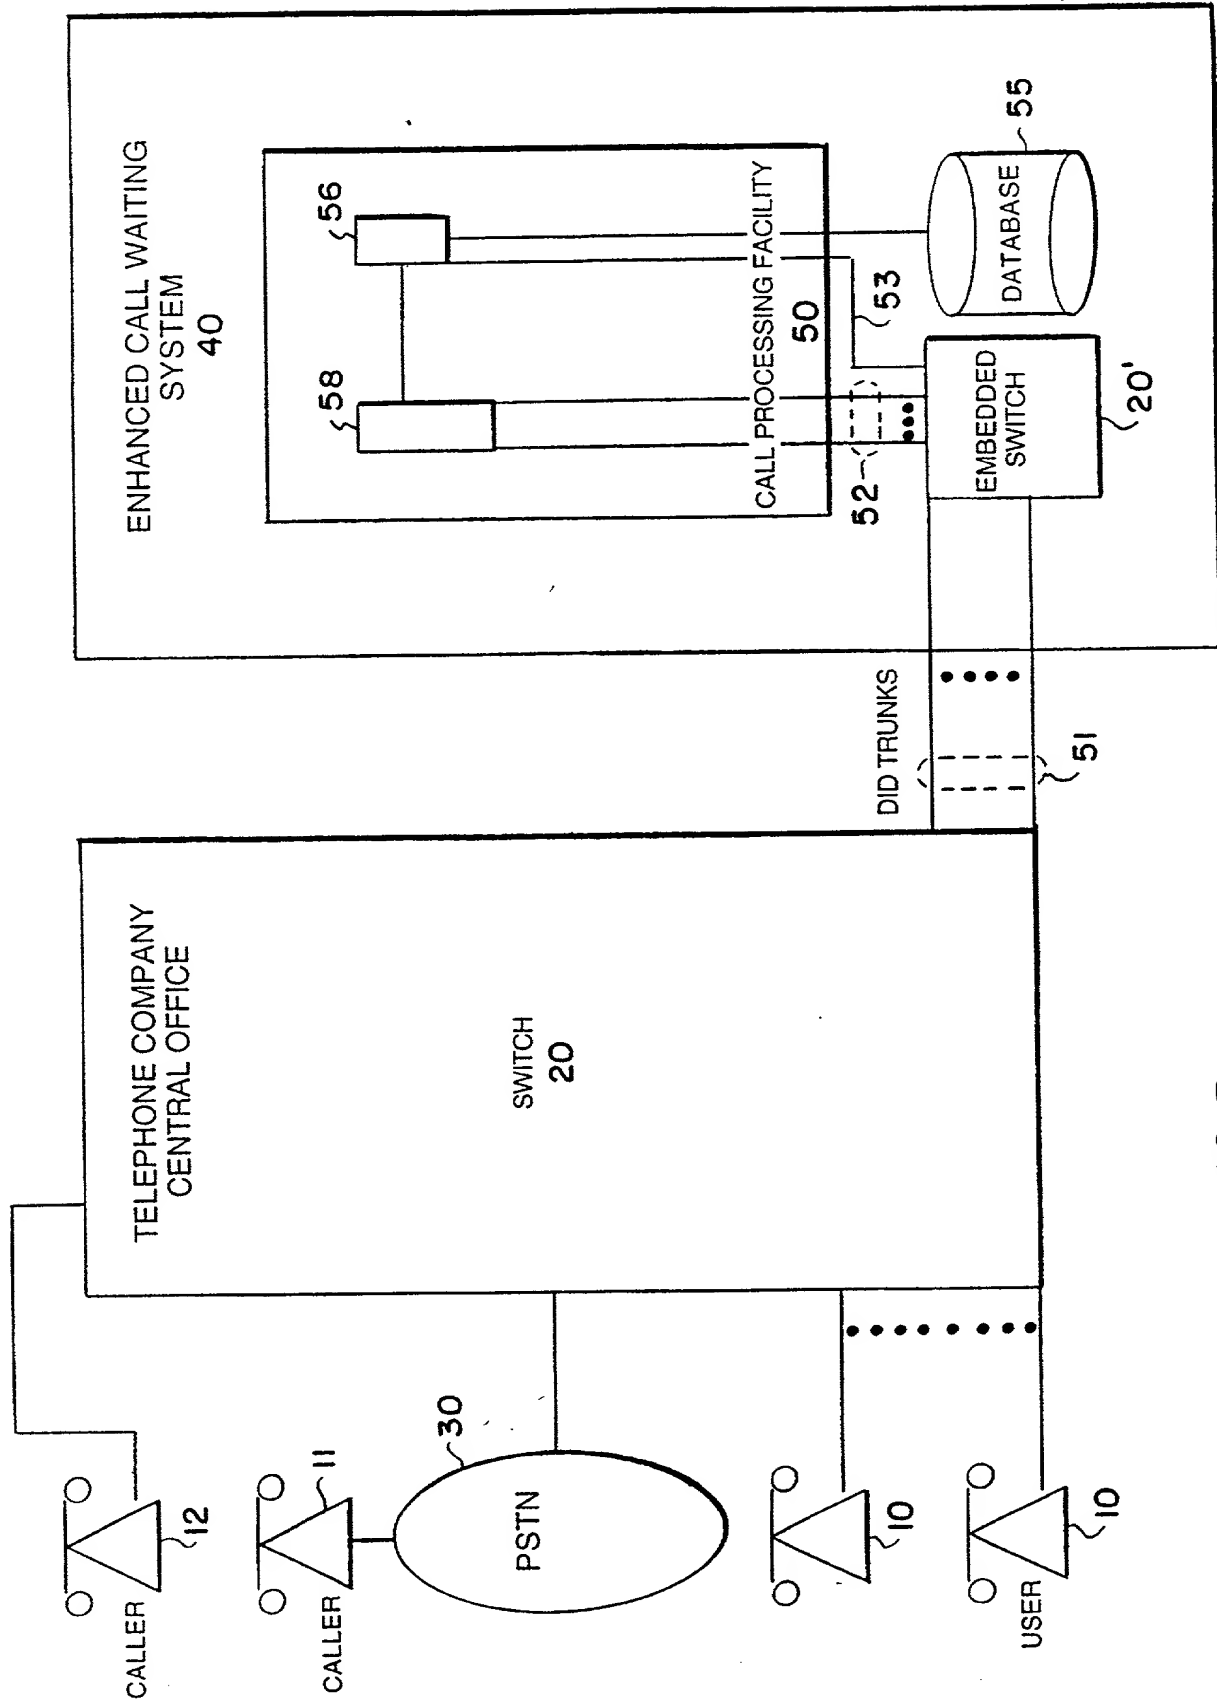 ENHANCED CALL WAITING
SYSTEM
40
58
56
CALL PROCESSING FACILITY
50
52
53
55
DATABASE
EMBEDDED
SWITCH
20'
DID TRUNKS
51
TELEPHONE COMPANY
CENTRAL OFFICE
SWITCH
20
CALLER
12
CALLER
11
30
PSTN
10
USER
10